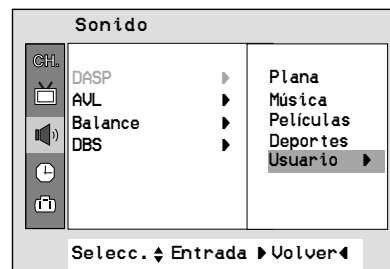 Sonido
CH.
DASP
AVL
Balance
DBS
Plana
Música
Películas
Deportes
Usuario
Selecc. Entrada Volver